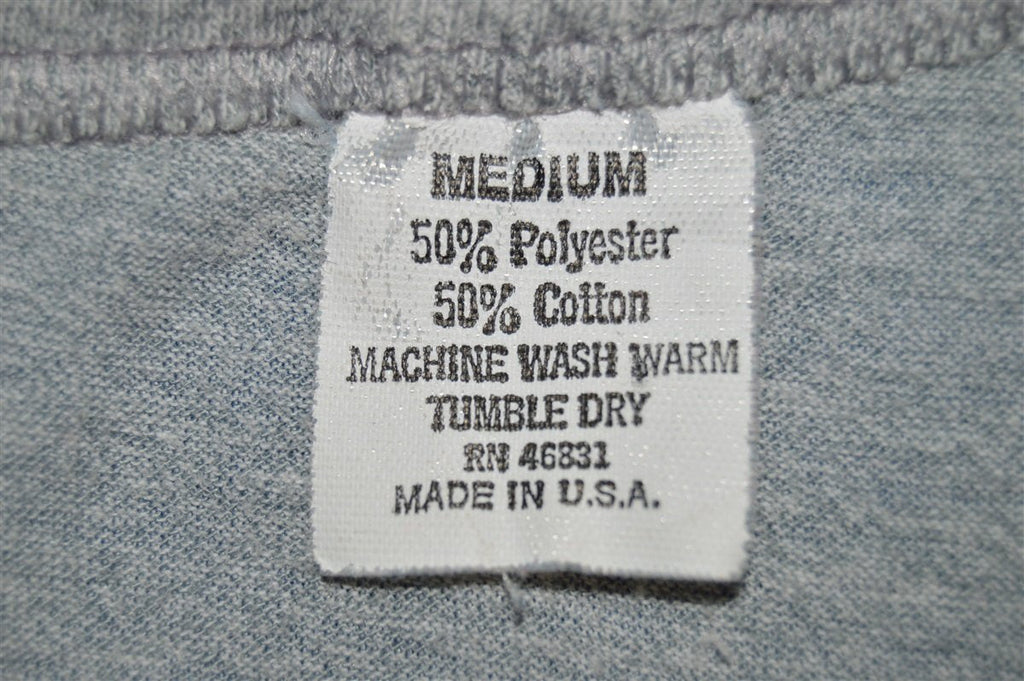 MEDIUM
50% Polyester
50% Cotton
MACHINE WASH WARM
TUMBLE DRY
RN 46831
MADE IN U.S.A.